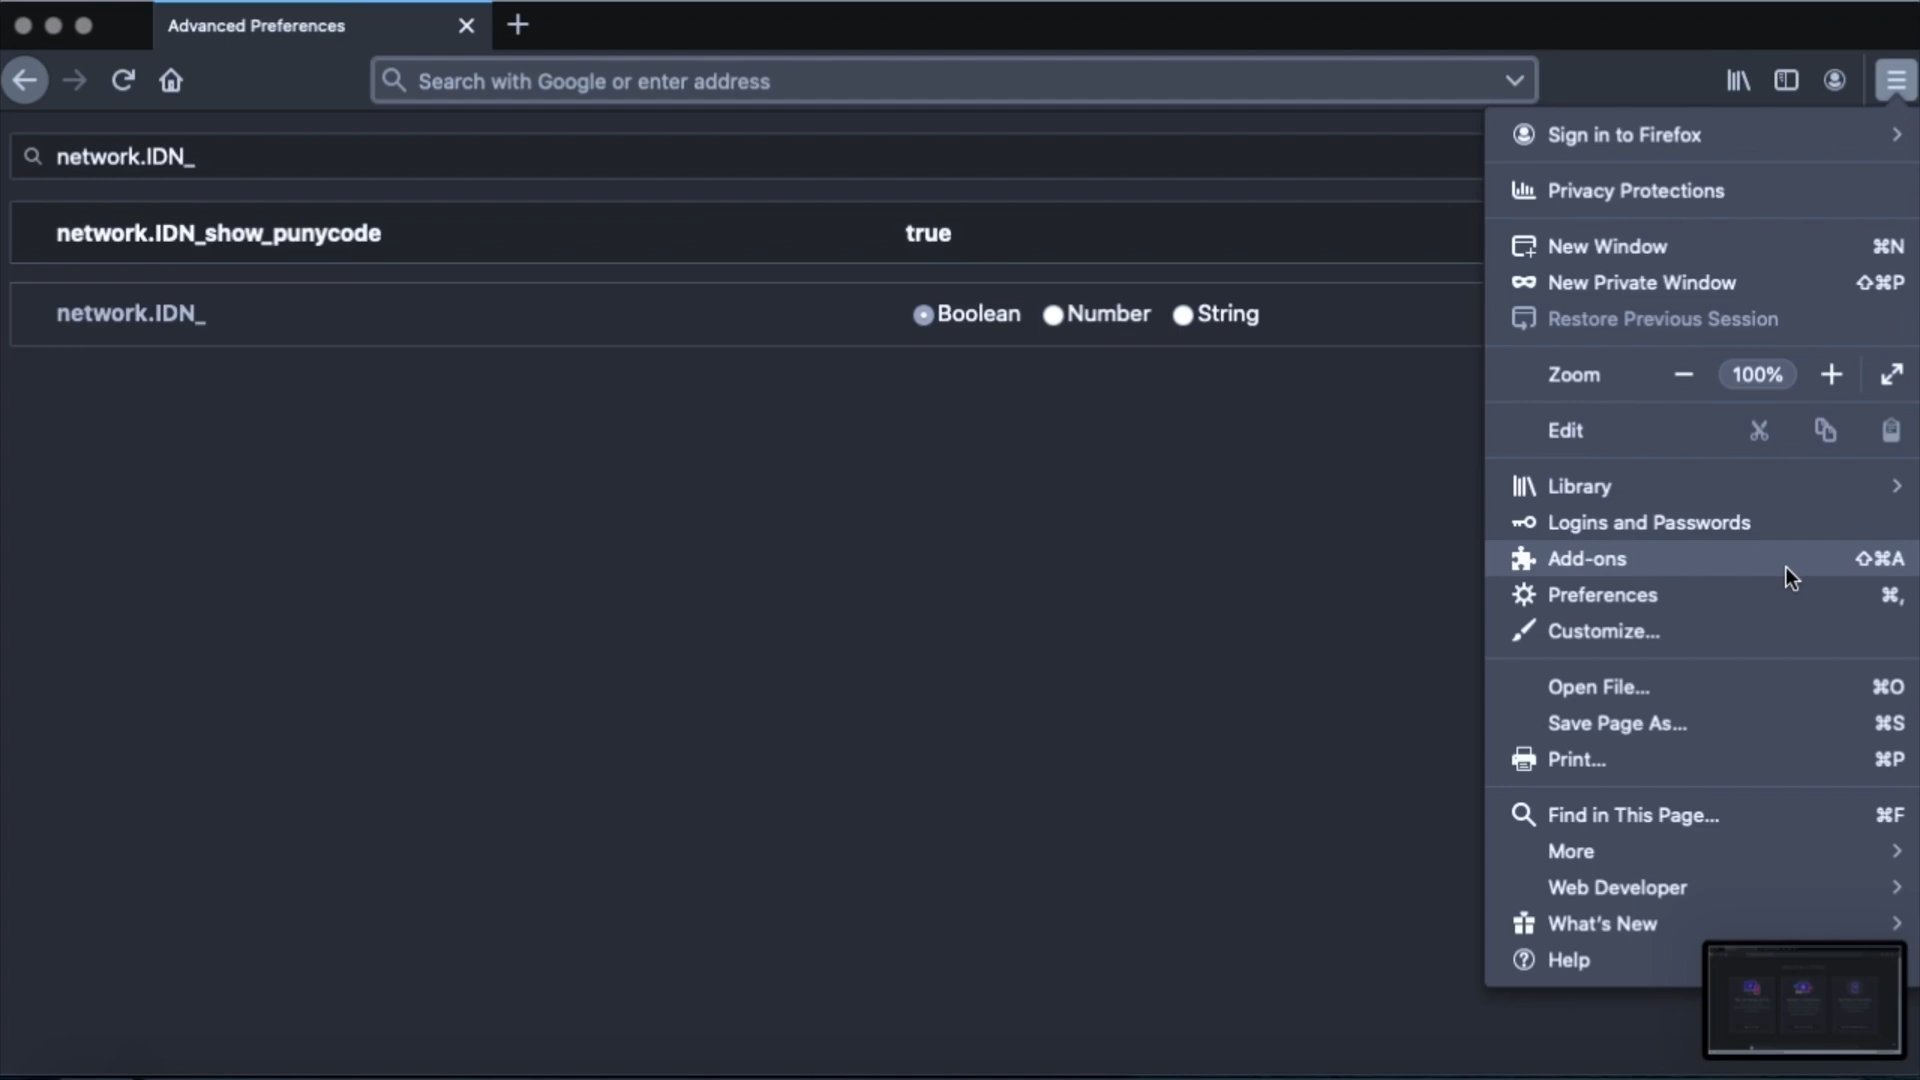 Advanced Preferences
Search with Google or enter address
network.IDN_
network.IDN_show_punycode true
network.IDN_ Boolean Number String
Sign in to Firefox
Privacy Protections
New Window ⌘N
New Private Window ⇧⌘P
Restore Previous Session
Zoom 100%
Edit
Library
Logins and Passwords
Add-ons ⇧⌘A
Preferences ⌘,
Customize...
Open File... ⌘O
Save Page As... ⌘S
Print... ⌘P
Find in This Page... ⌘F
More
Web Developer
What's New
Help